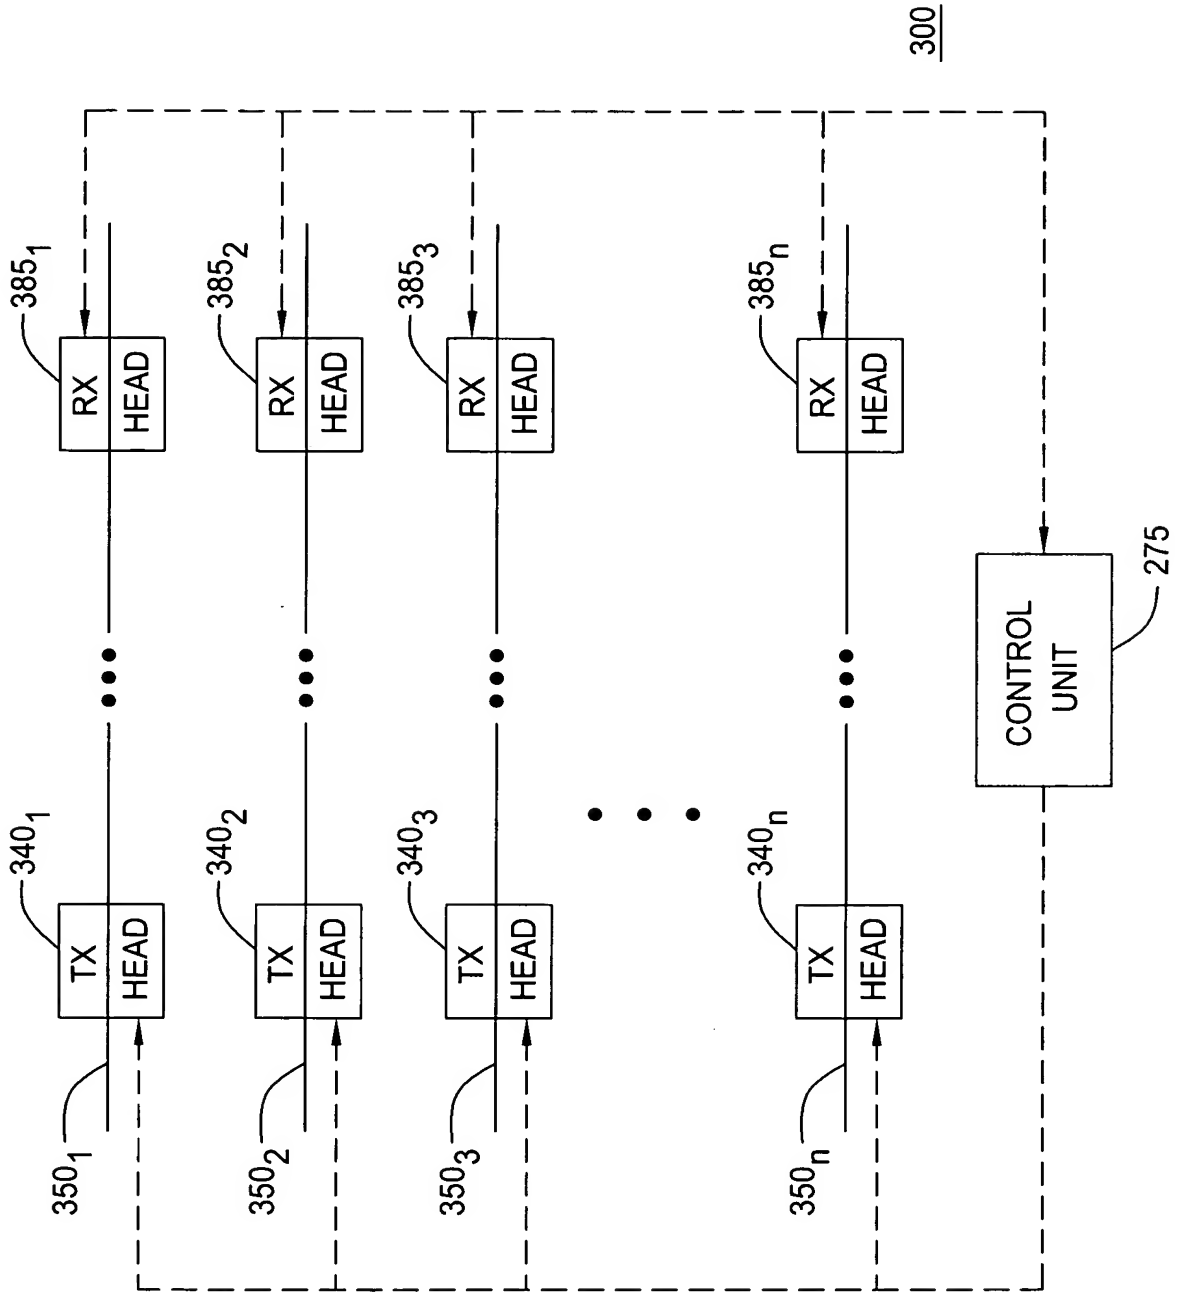 300
350₁
340₁
385₁
TX
HEAD
RX
HEAD
350₂
340₂
385₂
TX
HEAD
RX
HEAD
350₃
340₃
385₃
TX
HEAD
RX
HEAD
350ₙ
340ₙ
385ₙ
TX
HEAD
RX
HEAD
CONTROL
UNIT
275